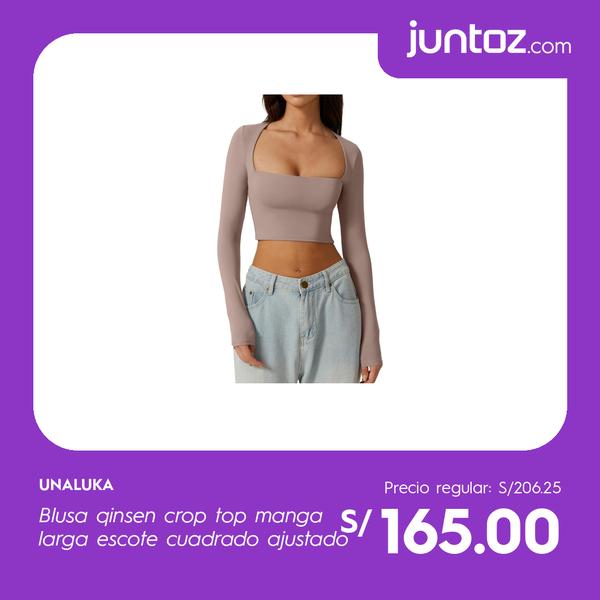 juntoz.com
UNALUKA
Blusa qinsen crop top manga
larga escote cuadrado ajustado
Precio regular: S/206.25
S/165.00